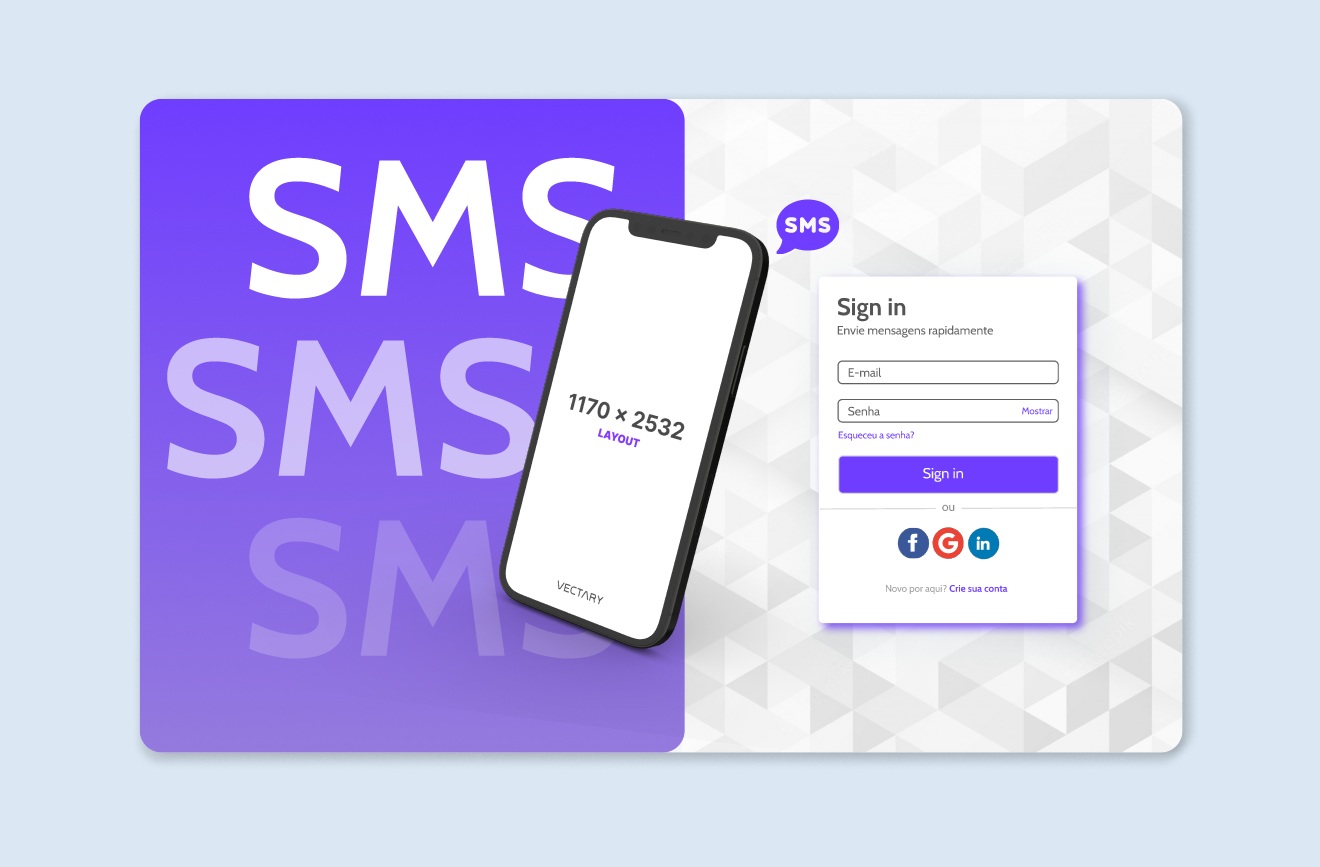 SMS
SMS
SMS
1170 × 2532
LAYOUT
VECTARY
SMS
Sign in
Envie mensagens rapidamente
E-mail
Senha
Mostrar
Esqueceu a senha?
Sign in
ou
f G in
Novo por aqui? Crie sua conta